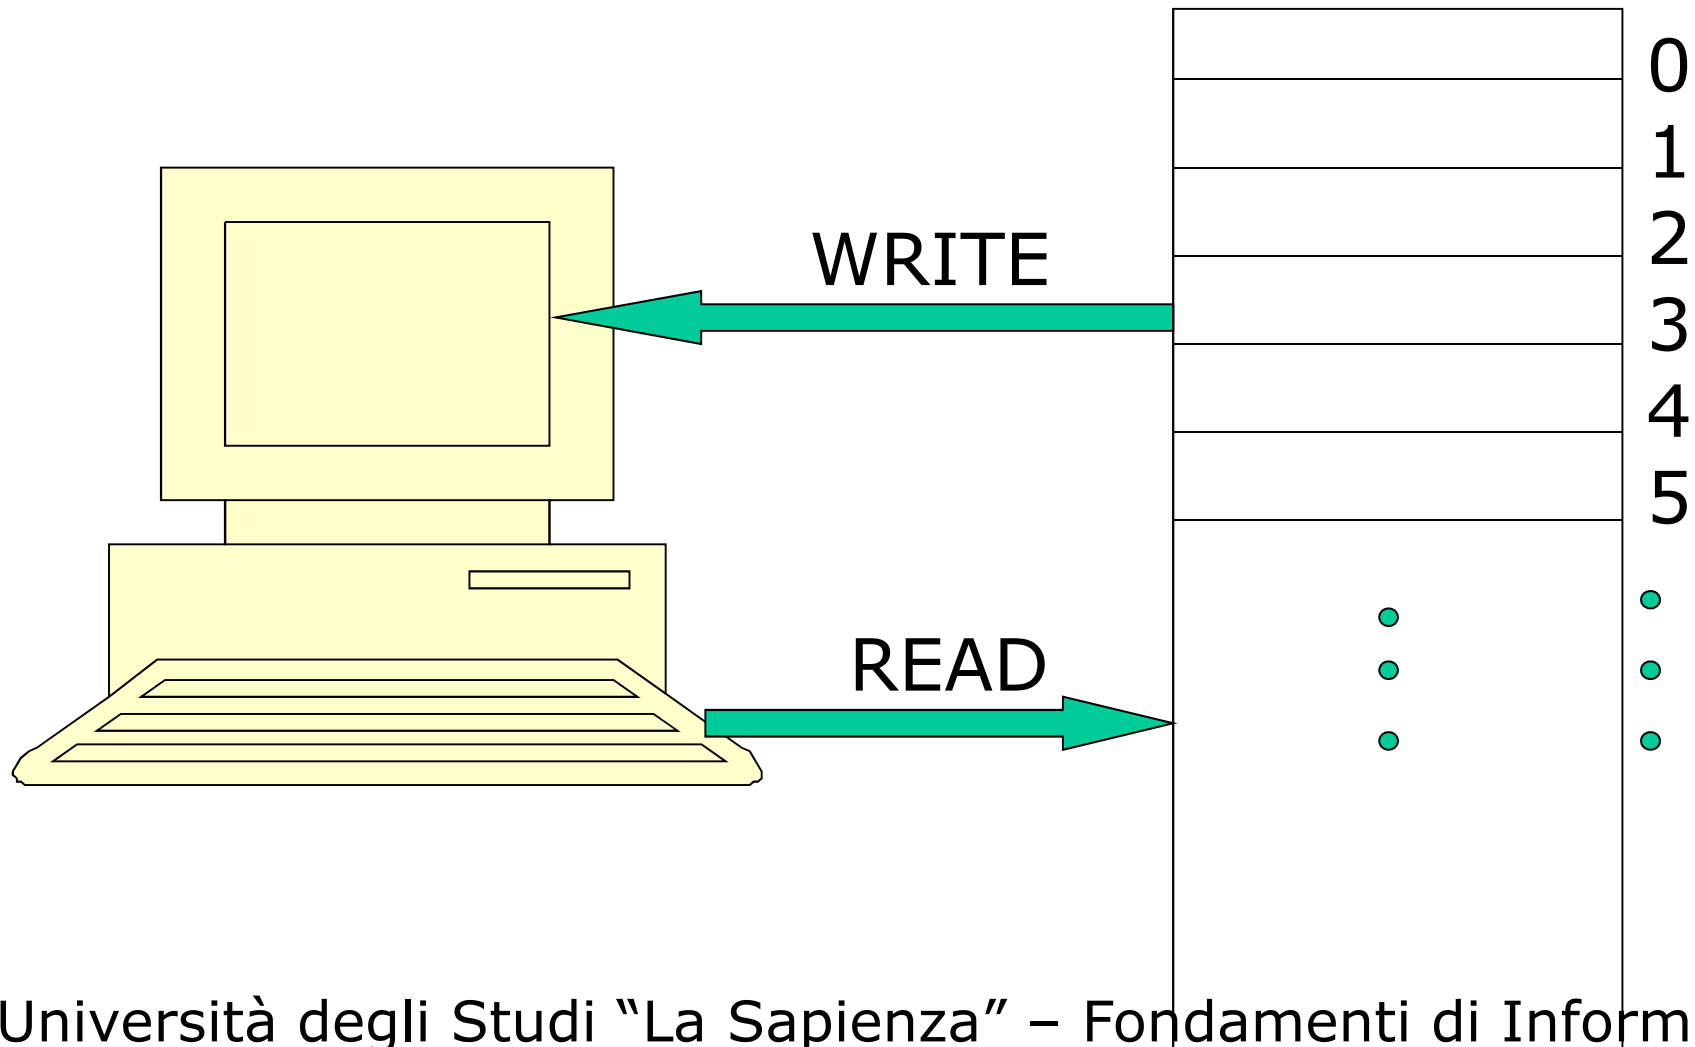 0
1
2
WRITE
3
4
5
READ
Università degli Studi “La Sapienza” – Fondamenti di Inform